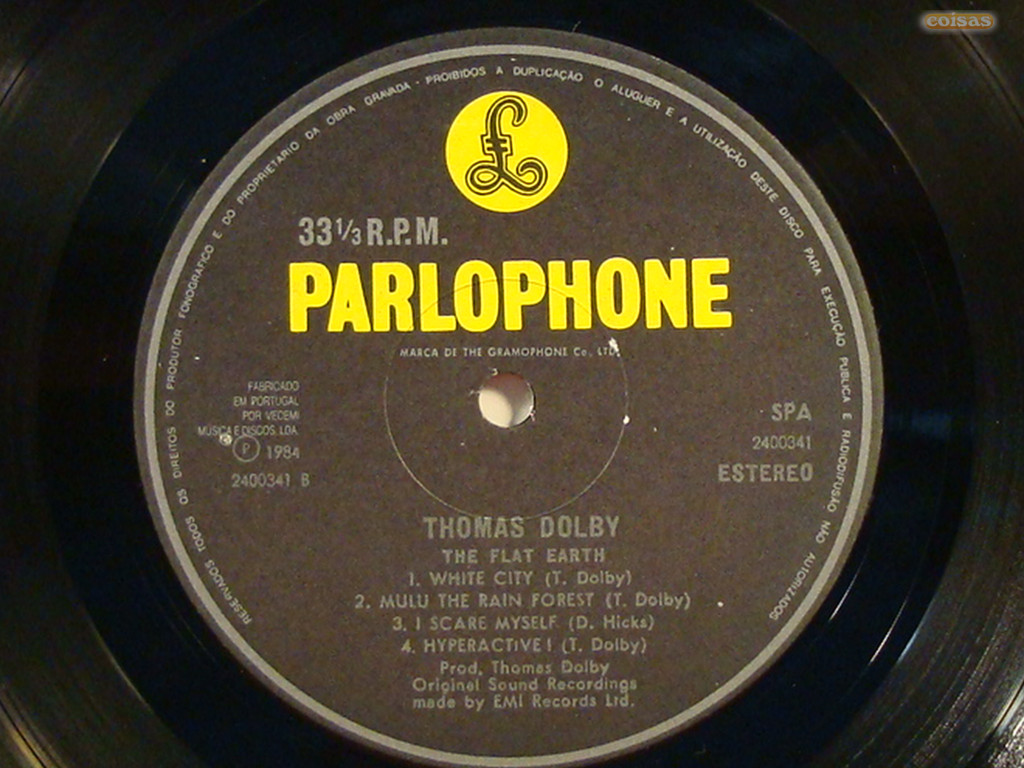 coisas
RESERVADOS TODOS OS DIREITOS DO PRODUTOR FONOGRAFICO E DO PROPRIETARIO DA OBRA GRAVADA - PROIBIDOS A DUPLICAÇÃO O ALUGUER E A UTILIZAÇÃO DESTE DISCO PARA EXECUÇÃO PUBLICA E RADIODIFUSÃO NÃO AUTORIZADOS
£
33 1/3 R.P.M.
PARLOPHONE
MARCA DE THE GRAMOPHONE Co., LTD.
FABRICADO
EM PORTUGAL
POR VECEMI
MÚSICA E DISCOS, LDA.
℗ 1984
2400341 B
SPA
2400341
ESTEREO
THOMAS DOLBY
THE FLAT EARTH
1. WHITE CITY (T. Dolby)
2. MULU THE RAIN FOREST (T. Dolby)
3. I SCARE MYSELF (D. Hicks)
4. HYPERACTIVE! (T. Dolby)
Prod, Thomas Dolby
Original Sound Recordings
made by EMI Records Ltd.